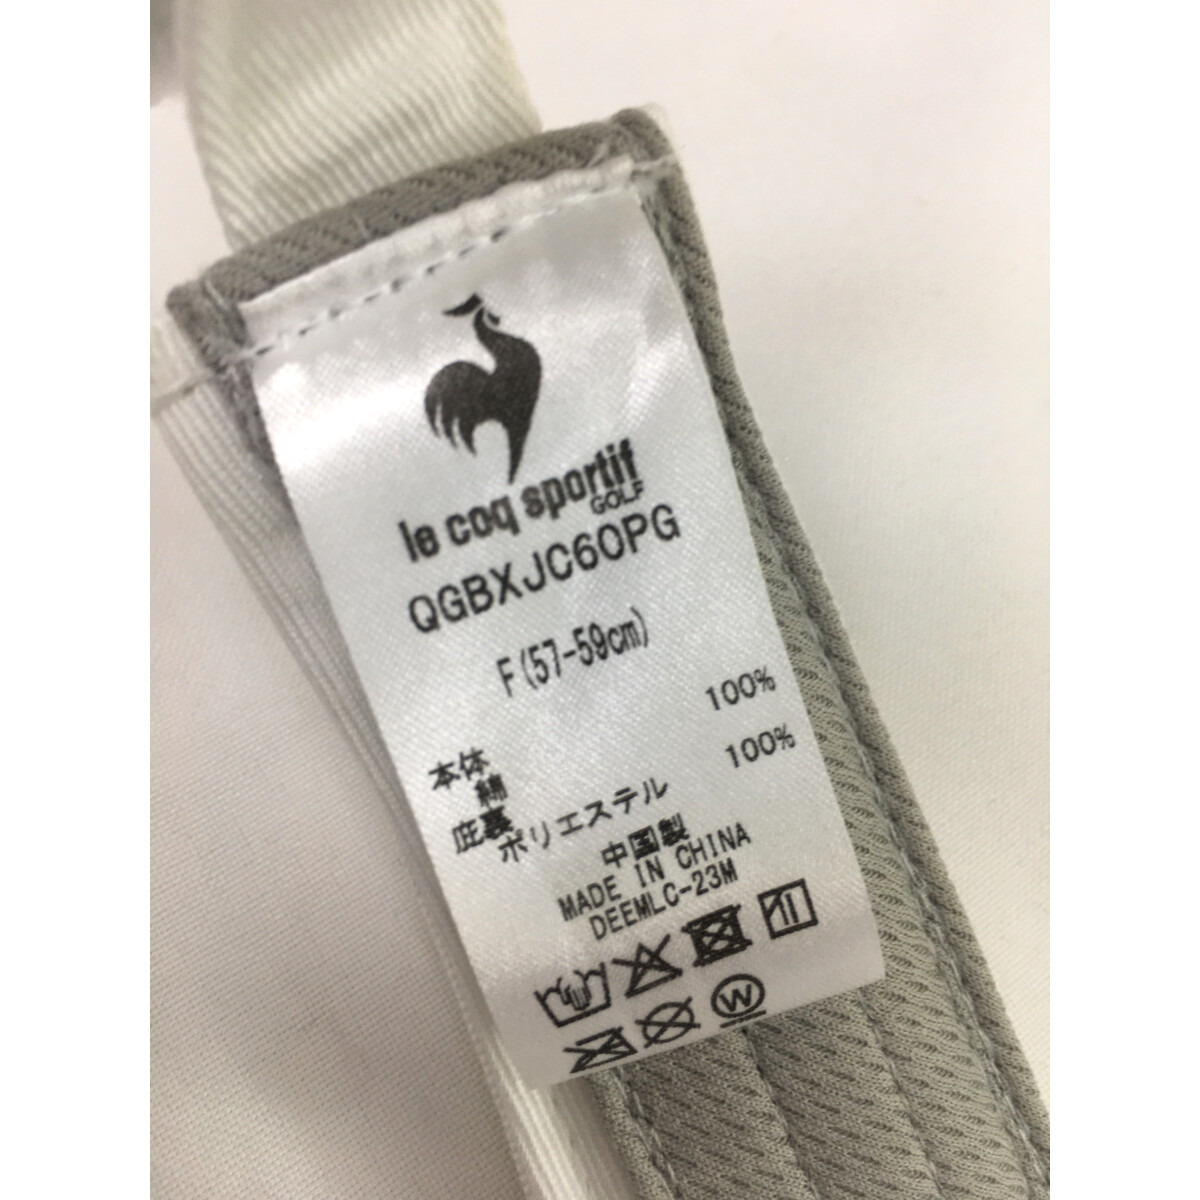 le coq sportif
GOLF
QGBXJC60PG
F(57-59cm)
本体
綿 100%
庇裏
ポリエステル 100%
中国製
MADE IN CHINA
DEEMLC-23M
W